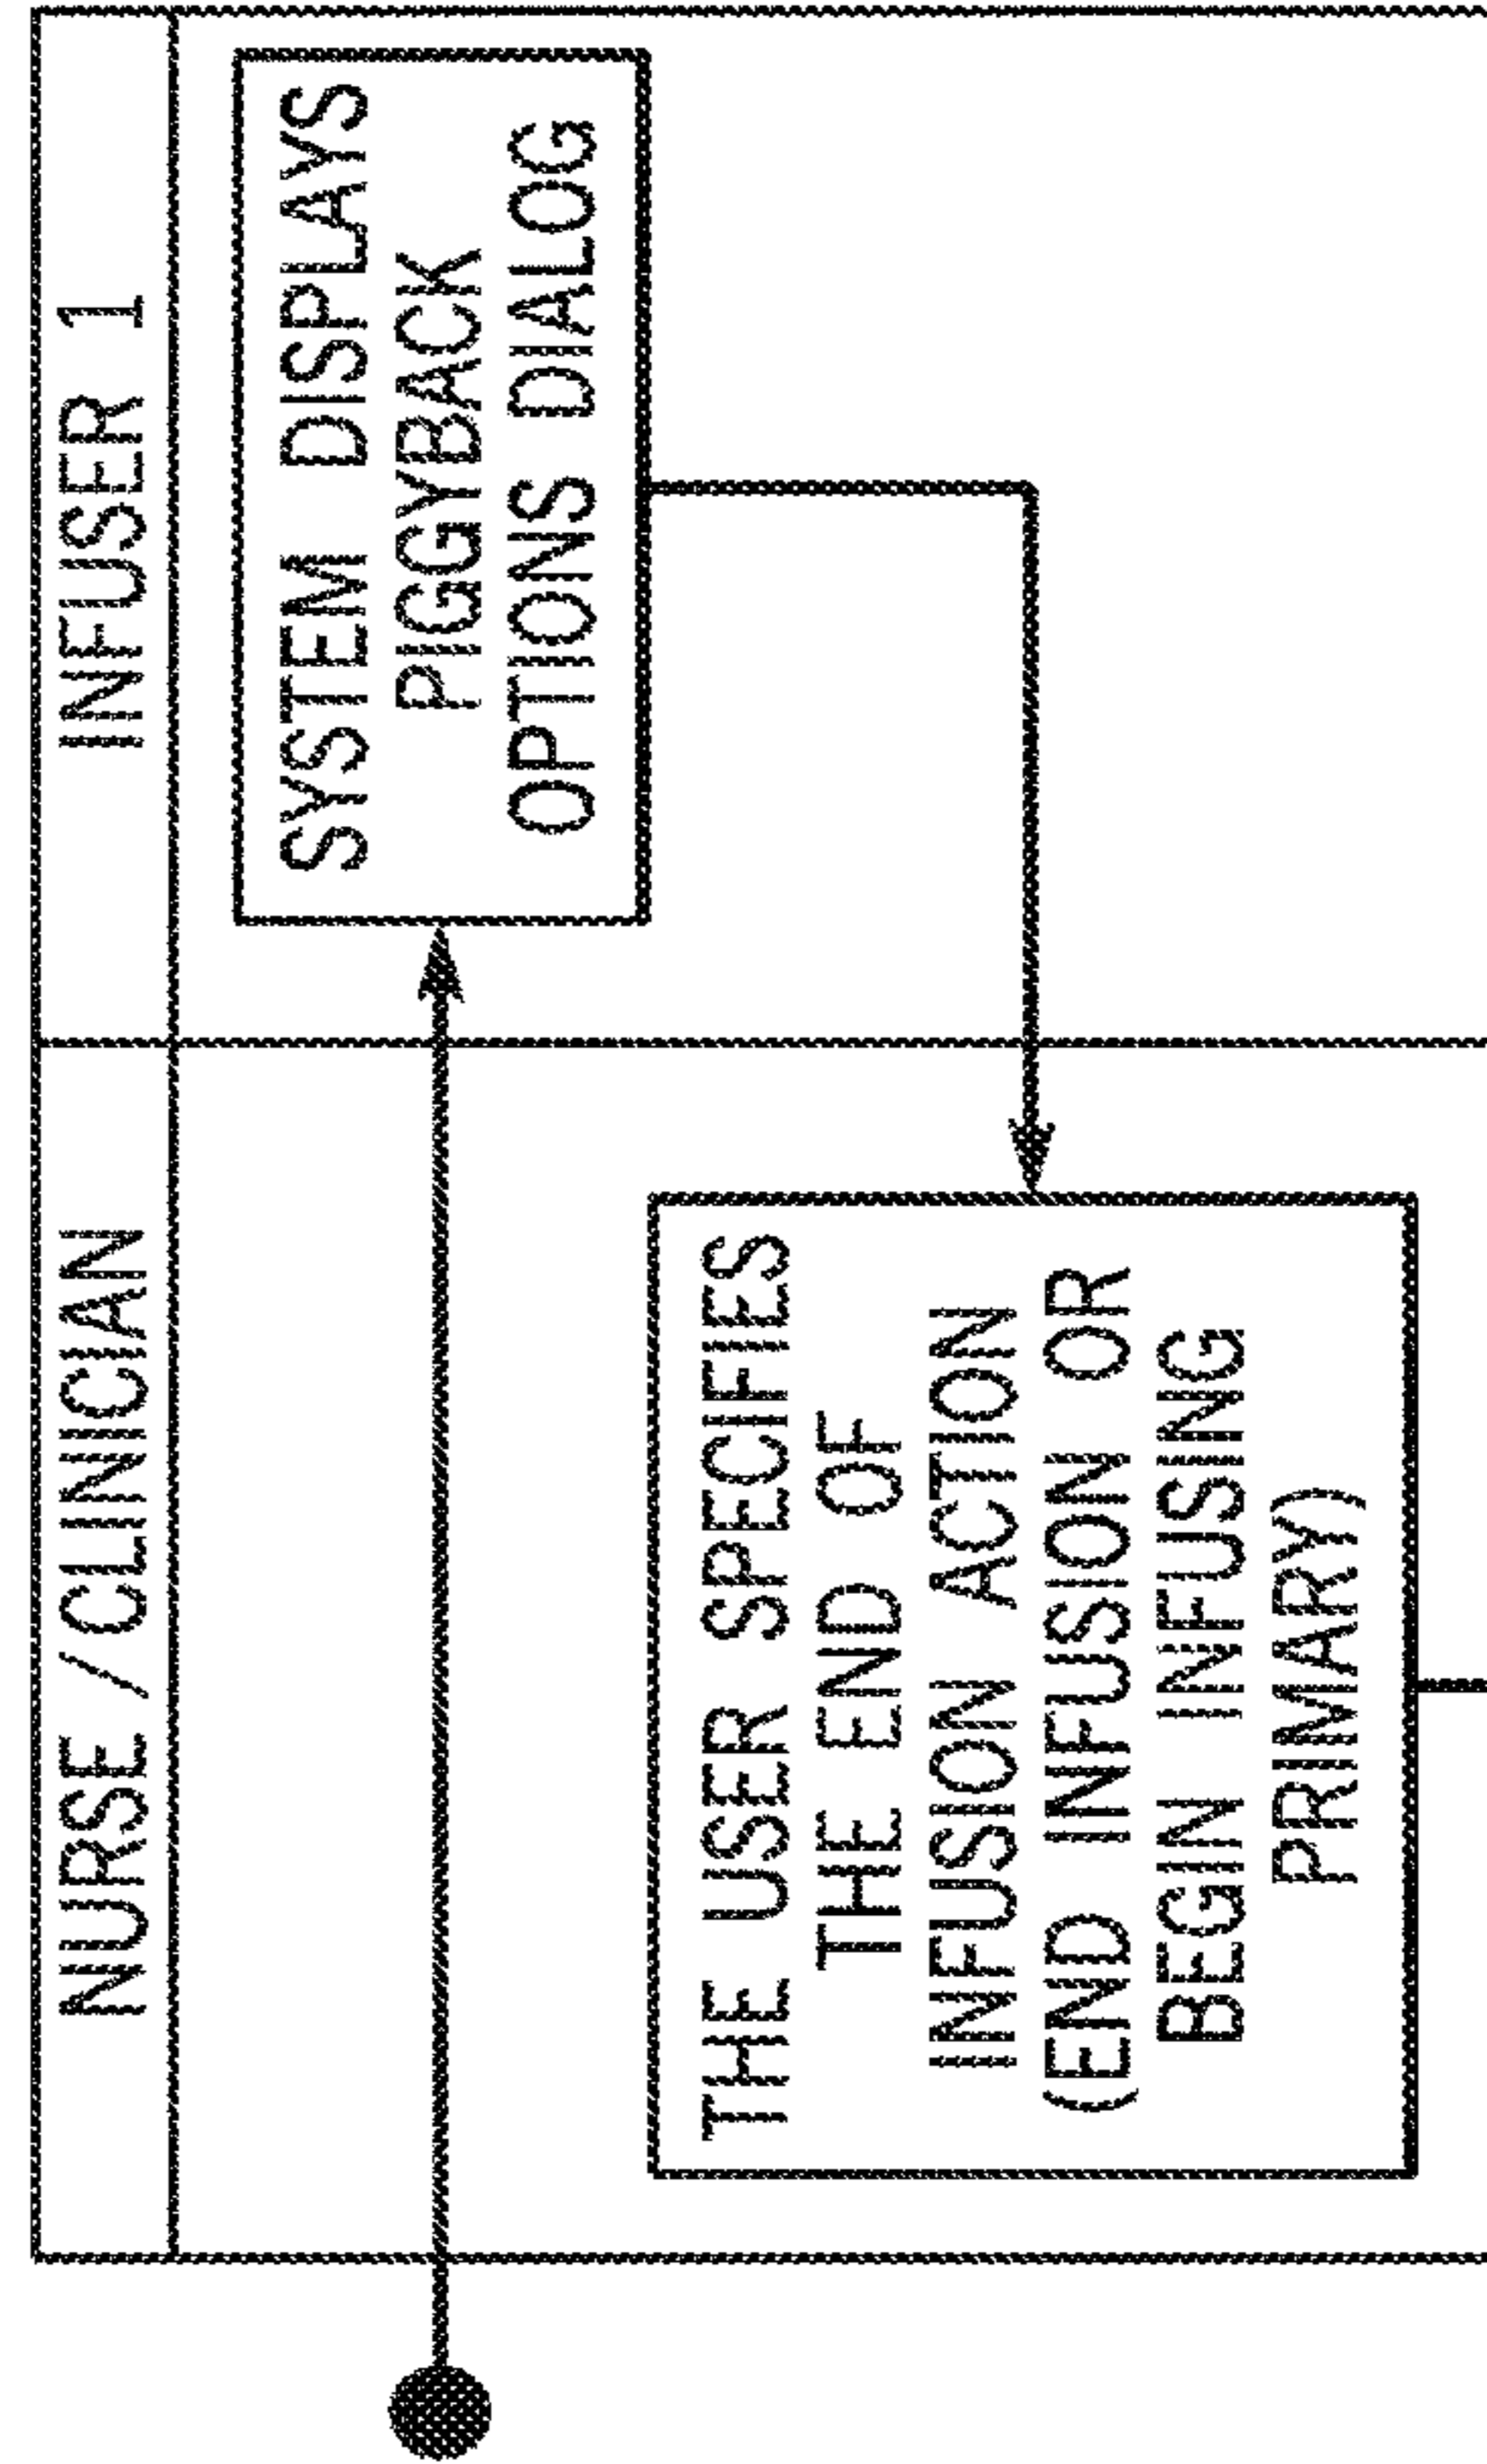 NURSE/CLINICIAN
INFUSER 1
SYSTEM DISPLAYS
PIGGYBACK
OPTIONS DIALOG
THE USER SPECIFIES
THE END OF
INFUSION ACTION
(END INFUSION OR
BEGIN INFUSING
PRIMARY)